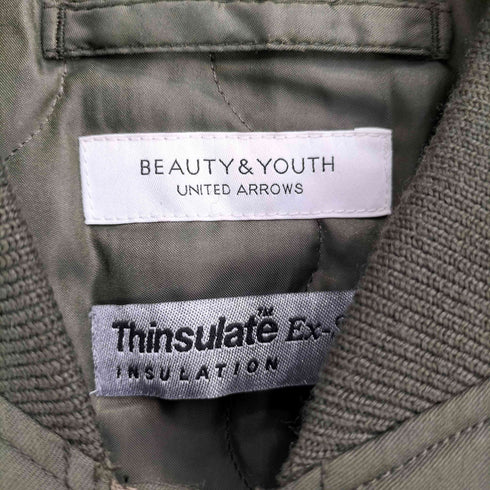 BEAUTY&YOUTH
UNITED ARROWS
Thinsulate™ Ex-S
INSULATION